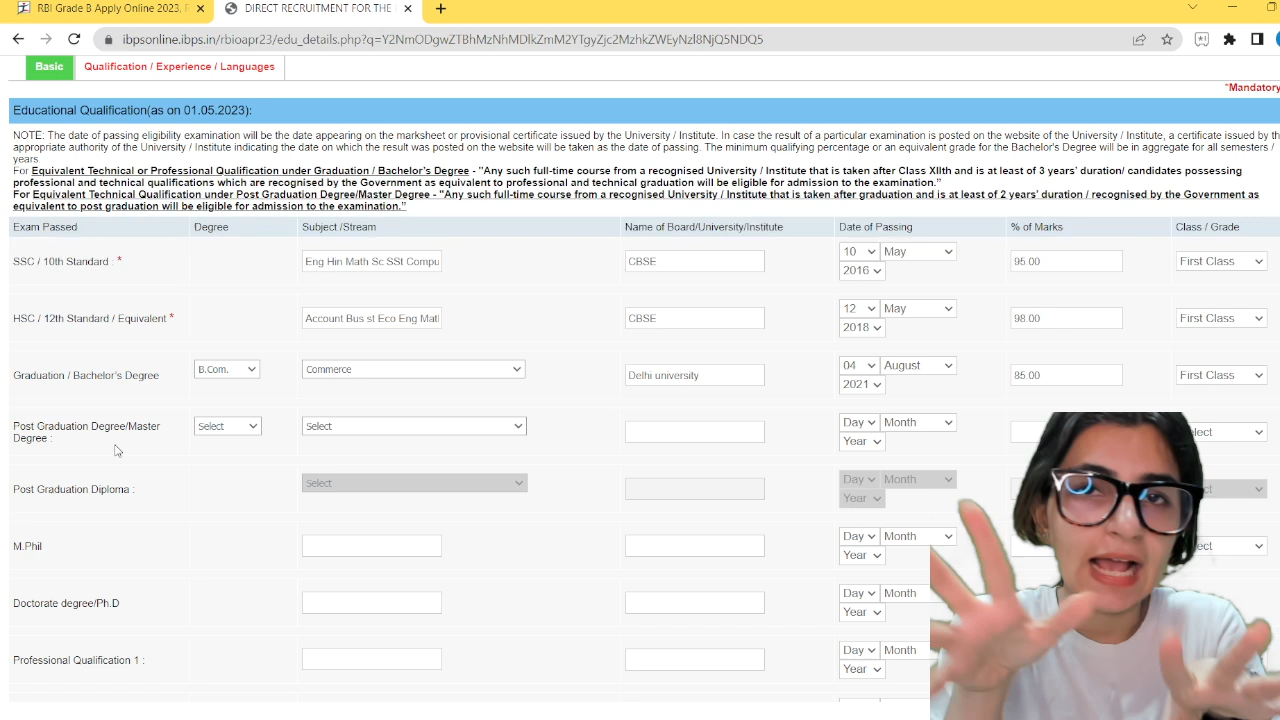 RBI Grade B Apply Online 2023,
DIRECT RECRUITMENT FOR THE
ibpsonline.ibps.in/rbioapr23/edu_details.php?q=Y2NmODgwZTBhMzNhMDlkZmM2YTgyZjc2MzhkZWEyNzl8NjQ5NDQ5
Basic
Qualification / Experience / Languages
*Mandatory
Educational Qualification(as on 01.05.2023):
NOTE: The date of passing eligibility examination will be the date appearing on the marksheet or provisional certificate issued by the University / Institute. In case the result of a particular examination is posted on the website of the University / Institute, a certificate issued by th
appropriate authority of the University / Institute indicating the date on which the result was posted on the website will be taken as the date of passing. The minimum qualifying percentage or an equivalent grade for the Bachelor's Degree will be in aggregate for all semesters /
years.
For Equivalent Technical or Professional Qualification under Graduation / Bachelor's Degree - "Any such full-time course from a recognised University / Institute that is taken after Class XIIth and is at least of 3 years' duration/ candidates possessing
professional and technical qualifications which are recognised by the Government as equivalent to professional and technical graduation will be eligible for admission to the examination.".
For Equivalent Technical or Professional Qualification under Post Graduation Degree/Master Degree - "Any such full-time course from a recognised University / Institute that is taken after graduation and is at least of 2 years' duration / recognised by the Government as
equivalent to post graduation will be eligible for admission to the examination."
Exam Passed Degree Subject /Stream Name of Board/University/Institute Date of Passing % of Marks Class / Grade
SSC / 10th Standard : * Eng Hin Math Sc SSt Compu CBSE 10 May 2016 95.00 First Class
HSC / 12th Standard / Equivalent * Account Bus st Eco Eng Mat CBSE 12 May 2018 98.00 First Class
Graduation / Bachelor's Degree B.Com. Commerce Delhi university 04 August 2021 85.00 First Class
Post Graduation Degree/Master
Degree : Select Select Day Month Year lect
Post Graduation Diploma : Select Day Month Year ct
M.Phil Day Month Year ect
Doctorate degree/Ph.D Day Month Year
Professional Qualification 1 : Day Month Year